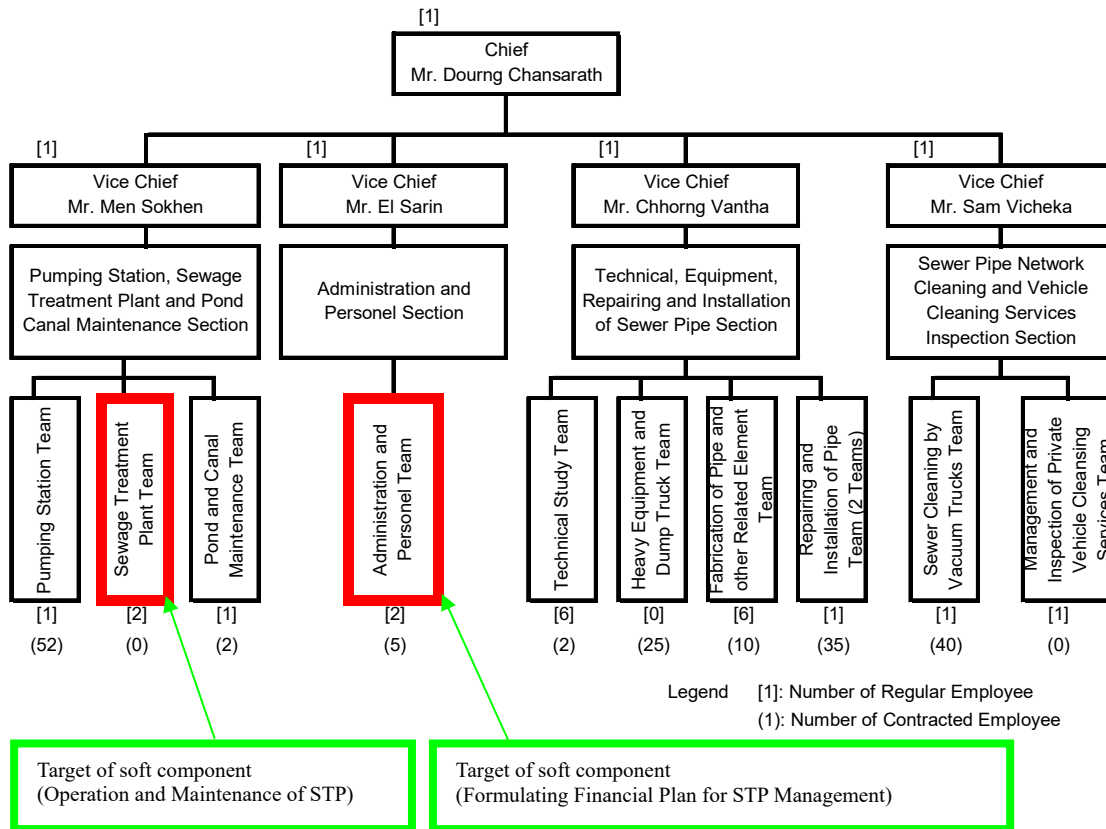 [1]
Chief
Mr. Dourng Chansarath
[1]
[1]
[1]
[1]
Vice Chief
Mr. Men Sokhen
Vice Chief
Mr. El Sarin
Vice Chief
Mr. Chhorng Vantha
Vice Chief
Mr. Sam Vicheka
Pumping Station, Sewage
Treatment Plant and Pond
Canal Maintenance Section
Administration and
Personel Section
Technical, Equipment,
Repairing and Installation
of Sewer Pipe Section
Sewer Pipe Network
Cleaning and Vehicle
Cleaning Services
Inspection Section
Pumping Station Team
Sewage Treatment
Plant Team
Pond and Canal
Maintenance Team
Administration and
Personel Team
Technical Study Team
Heavy Equipment and
Dump Truck Team
Fabrication of Pipe and
other Related Element
Team
Repairing and
Installation of Pipe
Team (2 Teams)
Sewer Cleaning by
Vacuum Trucks Team
Management and
Inspection of Private
Vehicle Cleansing
Services Team
[1]
[2]
[1]
[2]
[6]
[0]
[6]
[1]
[1]
[1]
(52)
(0)
(2)
(5)
(2)
(25)
(10)
(35)
(40)
(0)
Legend [1]: Number of Regular Employee
(1): Number of Contracted Employee
Target of soft component
(Operation and Maintenance of STP)
Target of soft component
(Formulating Financial Plan for STP Management)